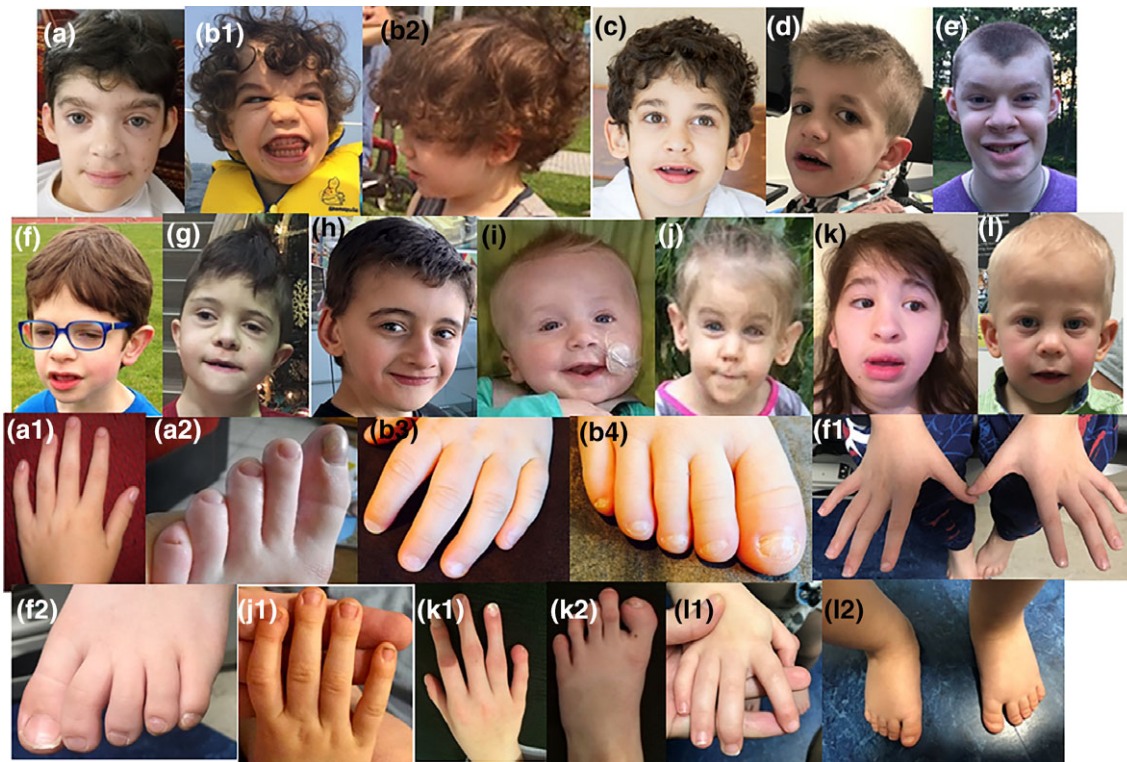 (a) (b1) (b2) (c) (d) (e)
(f) (g) (h) (i) (j) (k) (l)
(a1) (a2) (b3) (b4) (f1)
(f2) (j1) (k1) (k2) (l1) (l2)